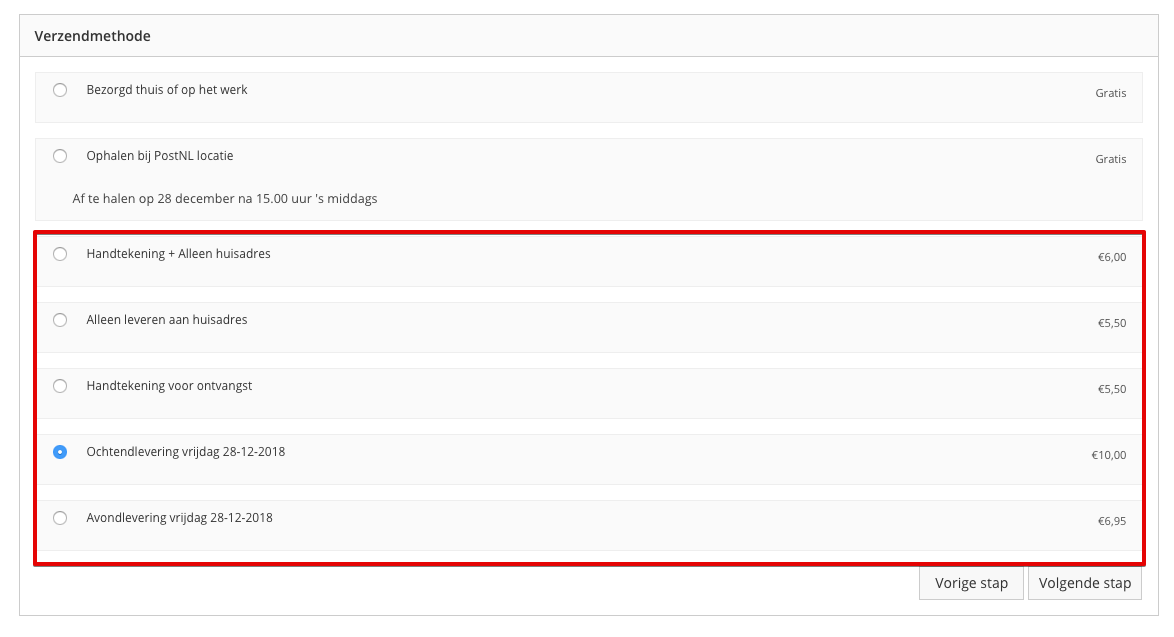 Verzendmethode
Bezorgd thuis of op het werk
Gratis
Ophalen bij PostNL locatie
Gratis
Af te halen op 28 december na 15.00 uur 's middags
Handtekening + Alleen huisadres
€6,00
Alleen leveren aan huisadres
€5,50
Handtekening voor ontvangst
€5,50
Ochtendlevering vrijdag 28-12-2018
€10,00
Avondlevering vrijdag 28-12-2018
€6,95
Vorige stap
Volgende stap